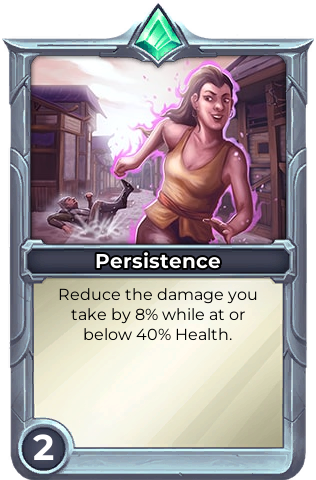 Persistence
Reduce the damage you
take by 8% while at or
below 40% Health.
2